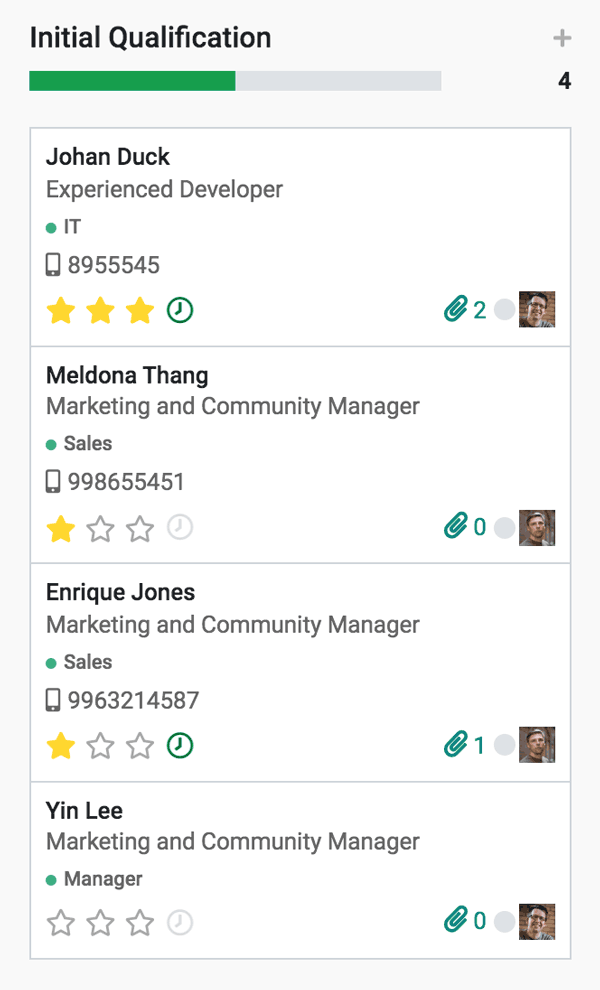 Initial Qualification +
4
Johan Duck
Experienced Developer
IT
8955545
2
Meldona Thang
Marketing and Community Manager
Sales
998655451
0
Enrique Jones
Marketing and Community Manager
Sales
9963214587
1
Yin Lee
Marketing and Community Manager
Manager
0